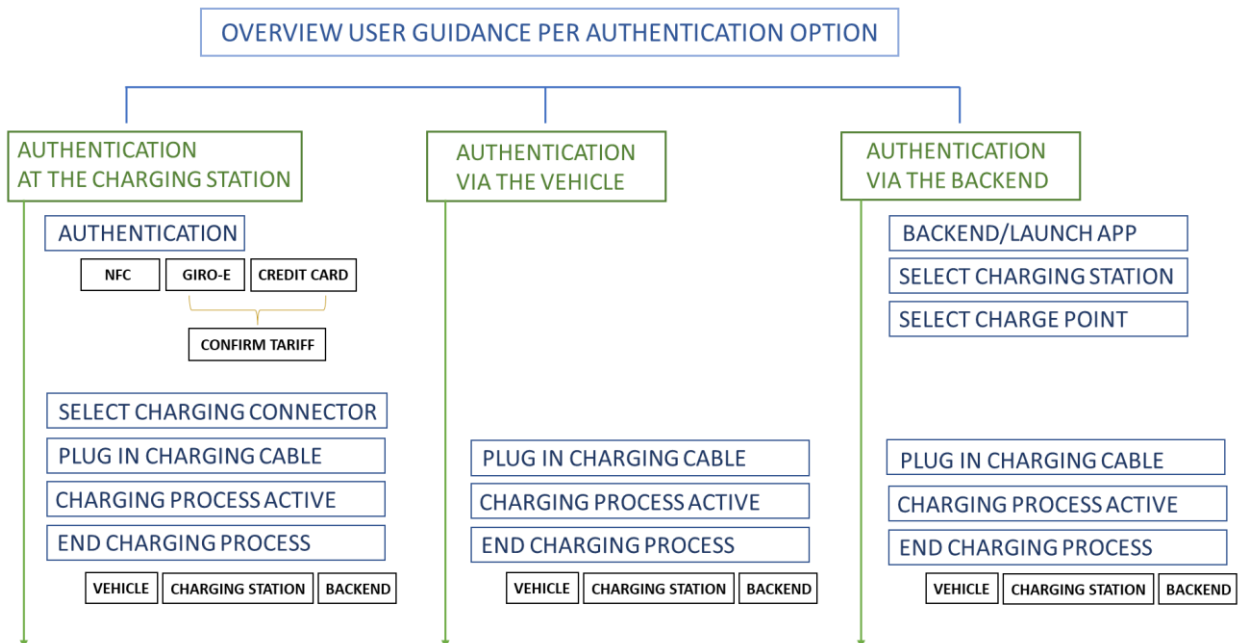 OVERVIEW USER GUIDANCE PER AUTHENTICATION OPTION
AUTHENTICATION
AT THE CHARGING STATION
AUTHENTICATION
NFC
GIRO-E
CREDIT CARD
CONFIRM TARIFF
SELECT CHARGING CONNECTOR
PLUG IN CHARGING CABLE
CHARGING PROCESS ACTIVE
END CHARGING PROCESS
VEHICLE
CHARGING STATION
BACKEND
AUTHENTICATION
VIA THE VEHICLE
PLUG IN CHARGING CABLE
CHARGING PROCESS ACTIVE
END CHARGING PROCESS
VEHICLE
CHARGING STATION
BACKEND
AUTHENTICATION
VIA THE BACKEND
BACKEND/LAUNCH APP
SELECT CHARGING STATION
SELECT CHARGE POINT
PLUG IN CHARGING CABLE
CHARGING PROCESS ACTIVE
END CHARGING PROCESS
VEHICLE
CHARGING STATION
BACKEND